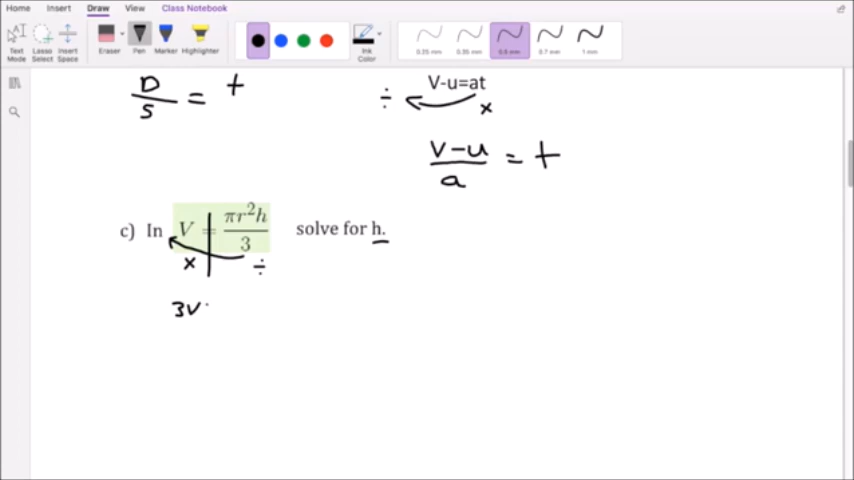 Home Insert Draw View Class Notebook
Text Mode Lasso Select Insert Space Eraser Pen Marker Highlighter Ink Color 0.25 mm 0.35 mm 0.5 mm 0.7 mm 1 mm
D/S = t
V-u=at
÷ x
V-u/a = t
c) In V = πr²h/3 solve for h.
x ÷
3V